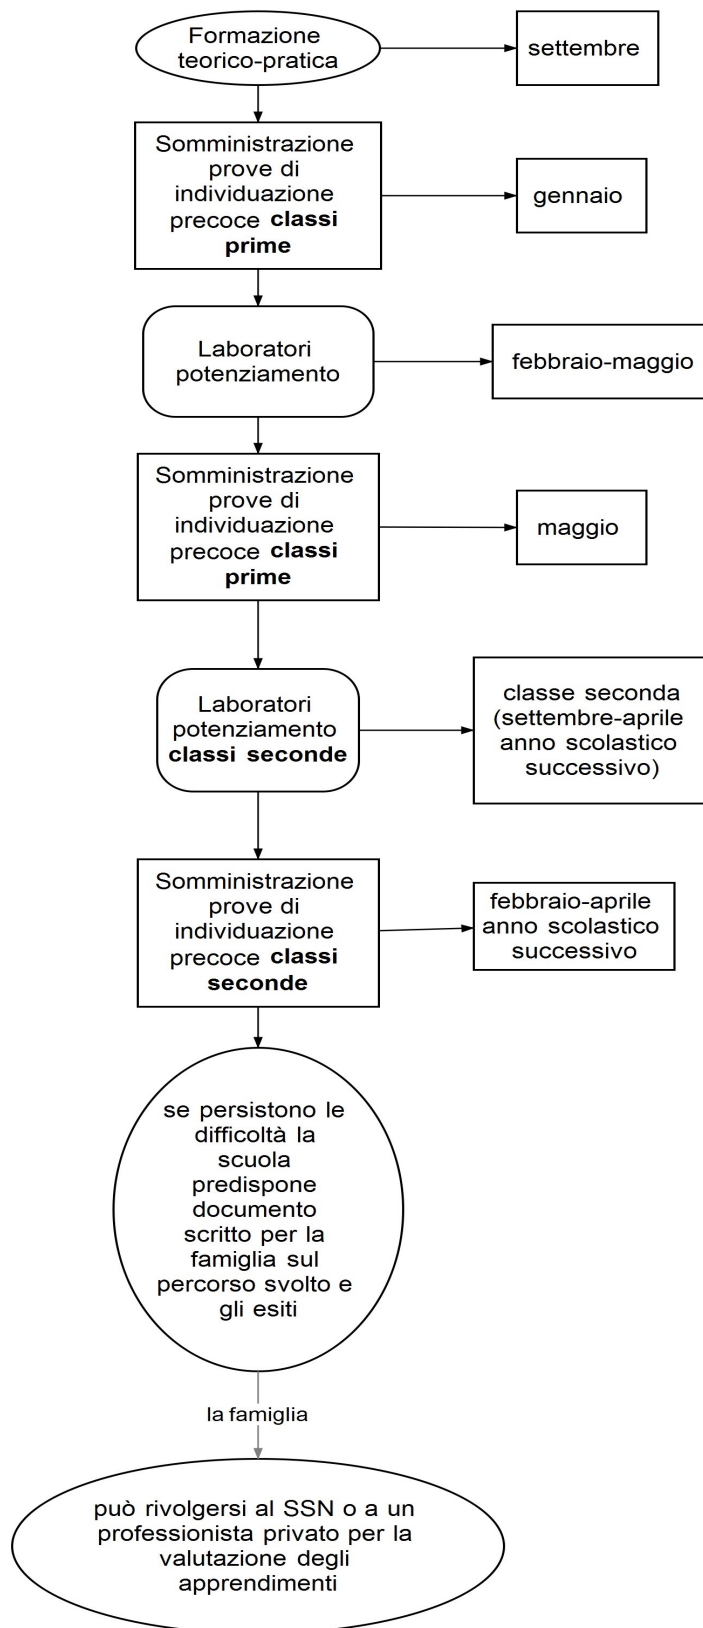 Formazione
teorico-pratica
settembre
Somministrazione
prove di
individuazione
precoce classi
prime
gennaio
Laboratori
potenziamento
febbraio-maggio
Somministrazione
prove di
individuazione
precoce classi
prime
maggio
Laboratori
potenziamento
classi seconde
classe seconda
(settembre-aprile
anno scolastico
successivo)
Somministrazione
prove di
individuazione
precoce classi
seconde
febbraio-aprile
anno scolastico
successivo
se persistono le
difficoltà la
scuola
predispone
documento
scritto per la
famiglia sul
percorso svolto e
gli esiti
la famiglia
può rivolgersi al SSN o a un
professionista privato per la
valutazione degli
apprendimenti